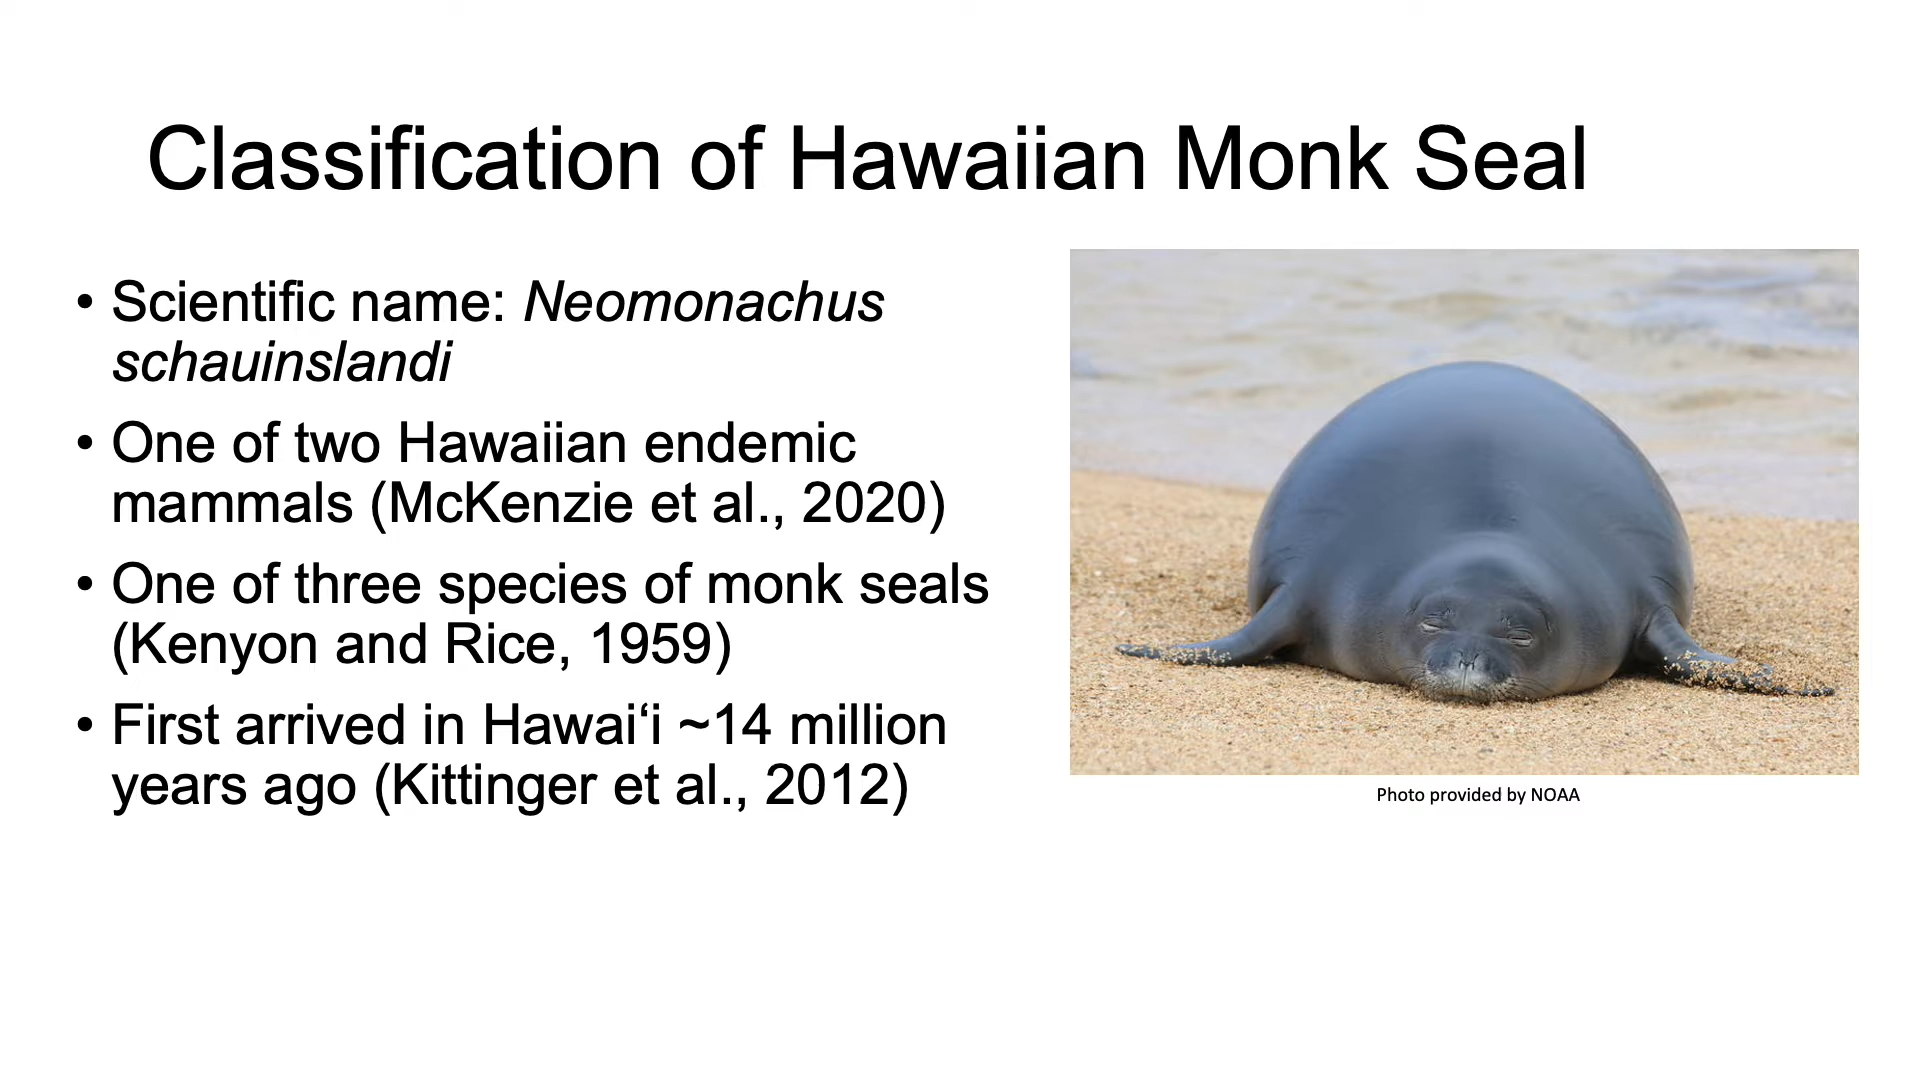 Classification of Hawaiian Monk Seal
• Scientific name: Neomonachus
schauinslandi
• One of two Hawaiian endemic
mammals (McKenzie et al., 2020)
• One of three species of monk seals
(Kenyon and Rice, 1959)
• First arrived in Hawai‘i ~14 million
years ago (Kittinger et al., 2012)
Photo provided by NOAA